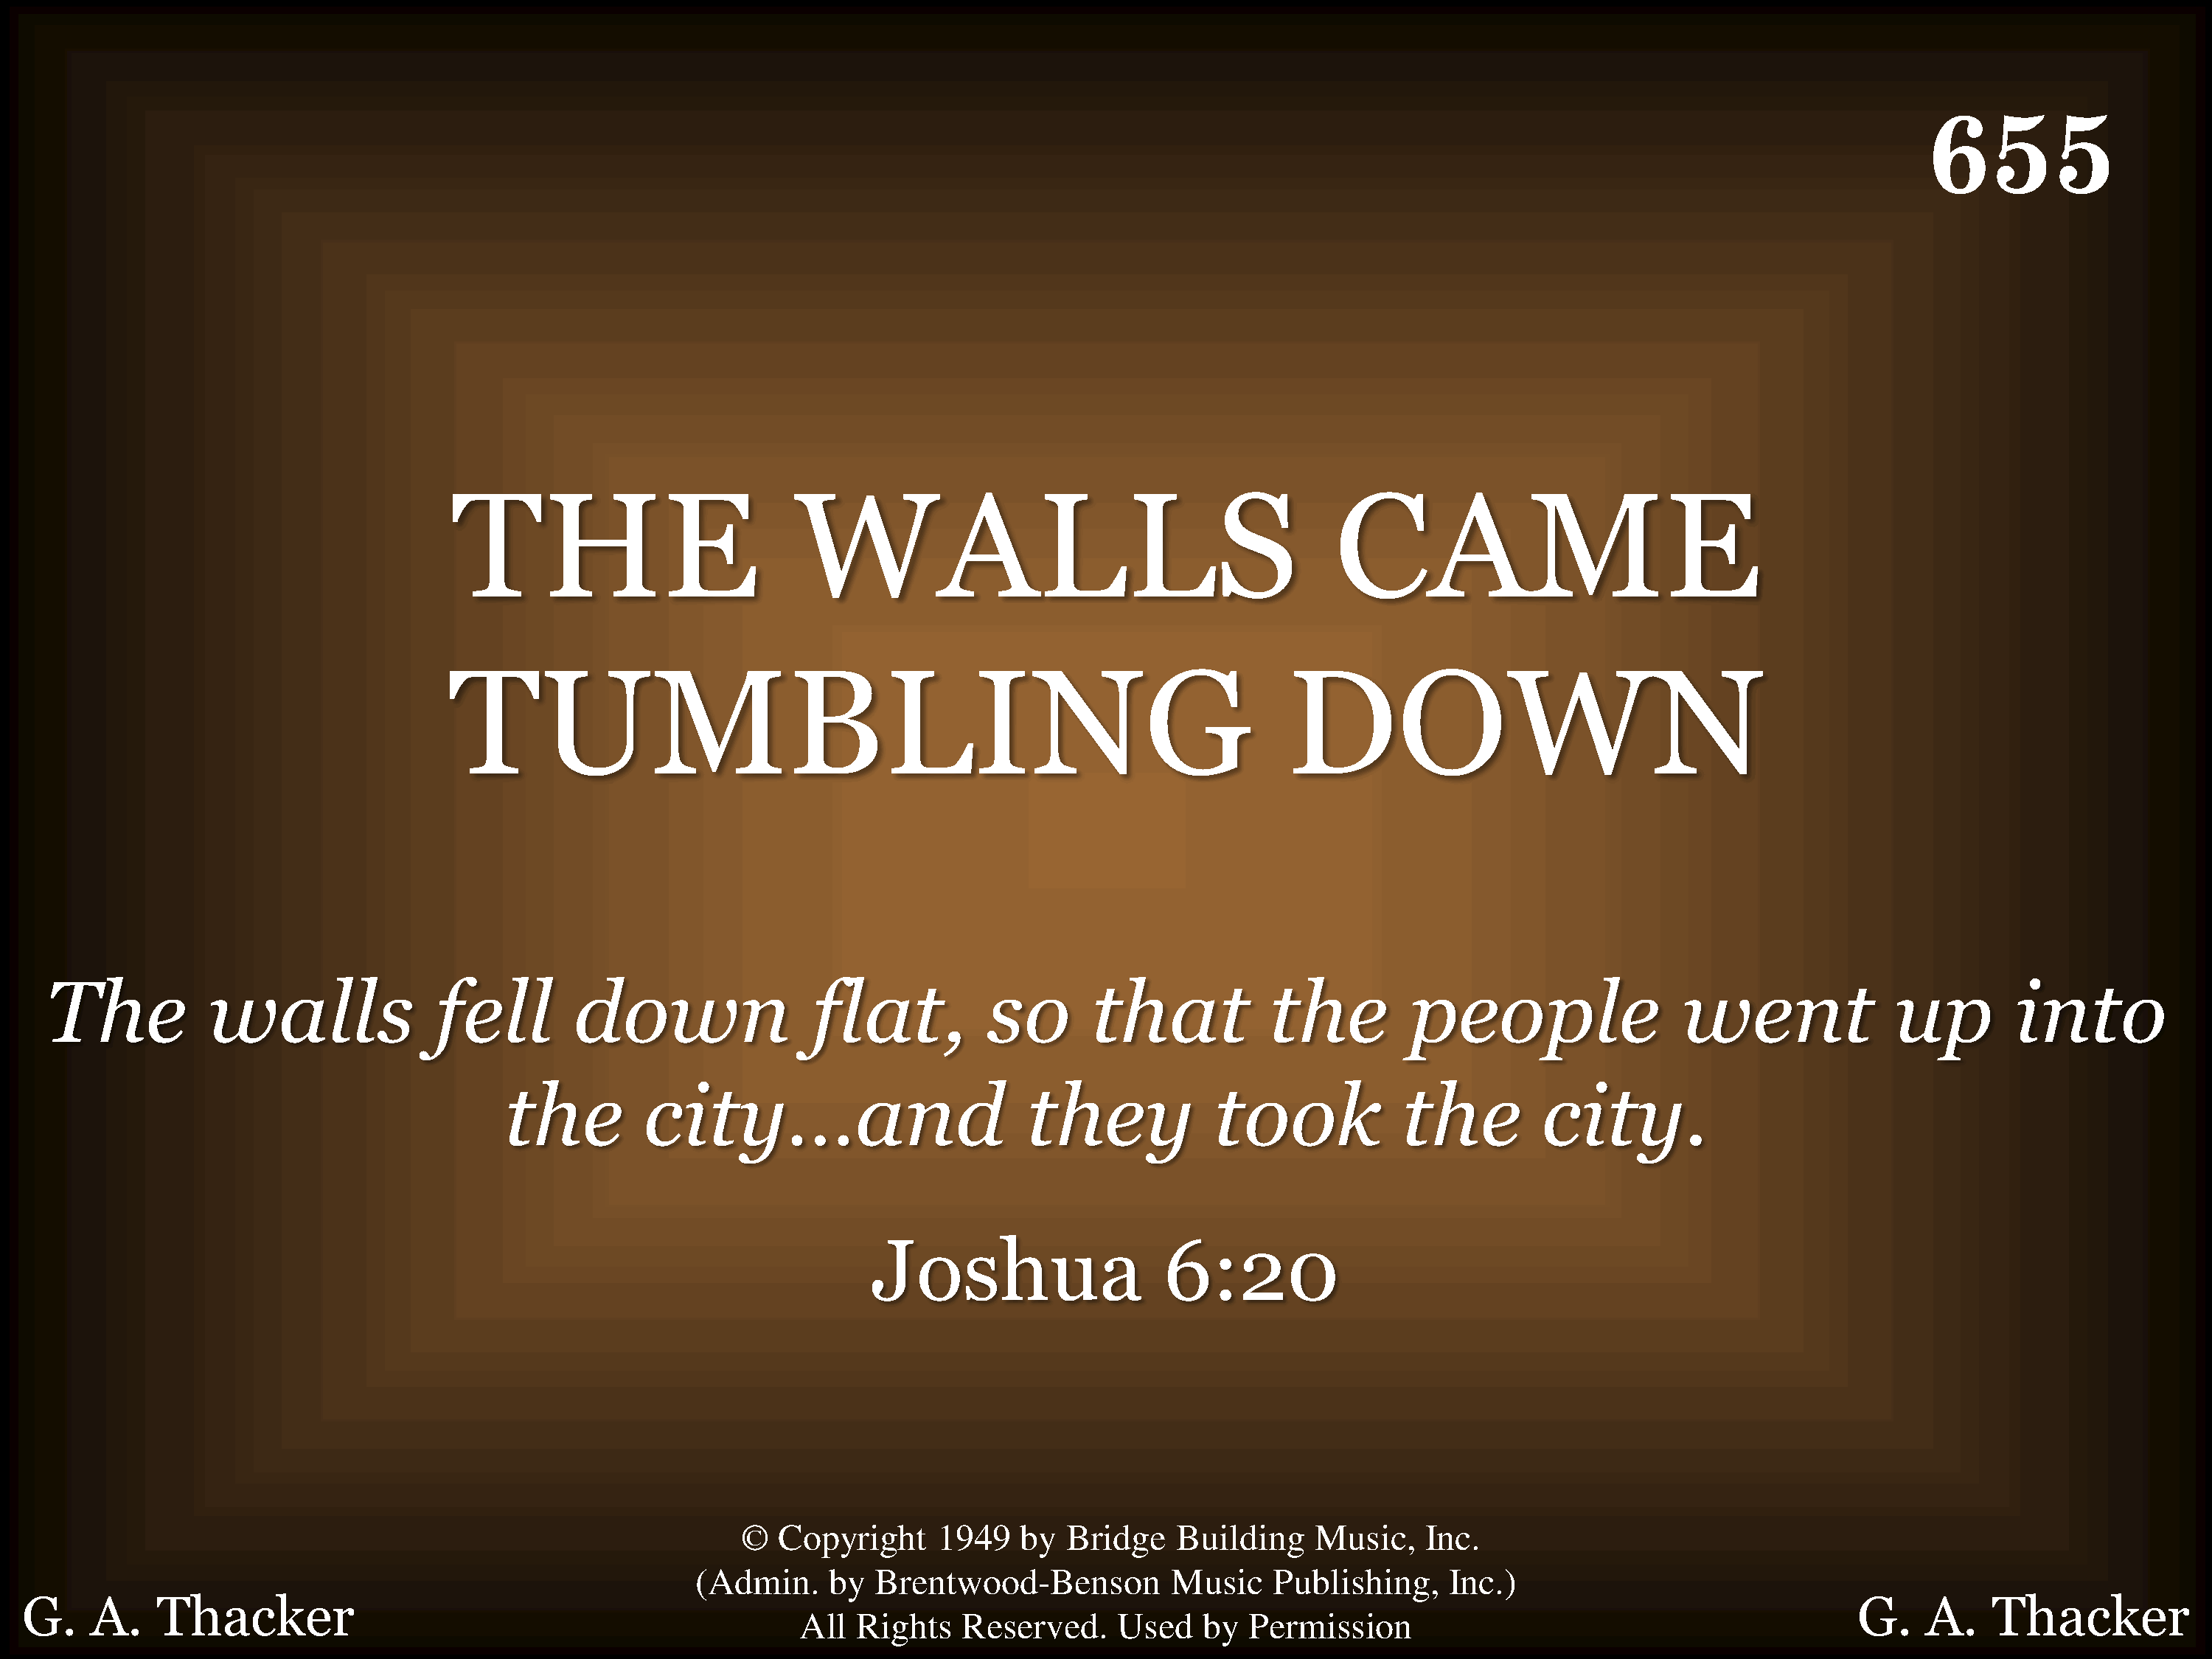 655
THE WALLS CAME
TUMBLING DOWN
The walls fell down flat, so that the people went up into
the city...and they took the city.
Joshua 6:20
© Copyright 1949 by Bridge Building Music, Inc.
(Admin. by Brentwood-Benson Music Publishing, Inc.)
All Rights Reserved. Used by Permission
G. A. Thacker
G. A. Thacker